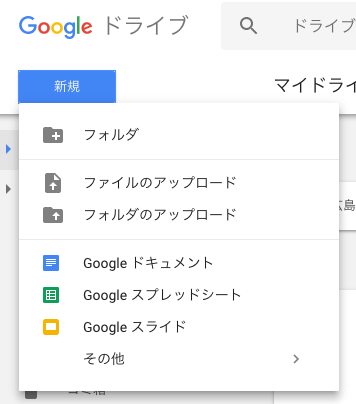 Google ドライブ
ドライブ
新規
マイドライ
フォルダ
ファイルのアップロード
フォルダのアップロード
広島
Google ドキュメント
Google スプレッドシート
Google スライド
その他